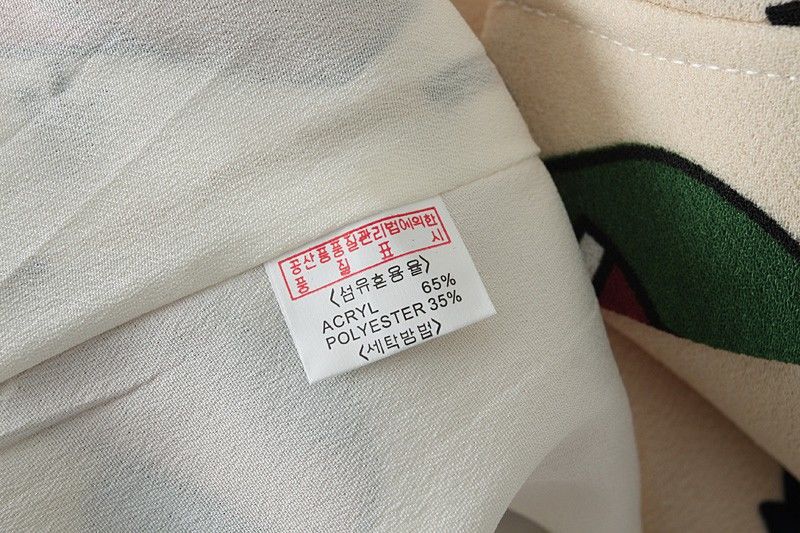 공산품품질관리법에의한
품질표시
<섬유혼용율>
ACRYL 65%
POLYESTER 35%
<세탁방법>